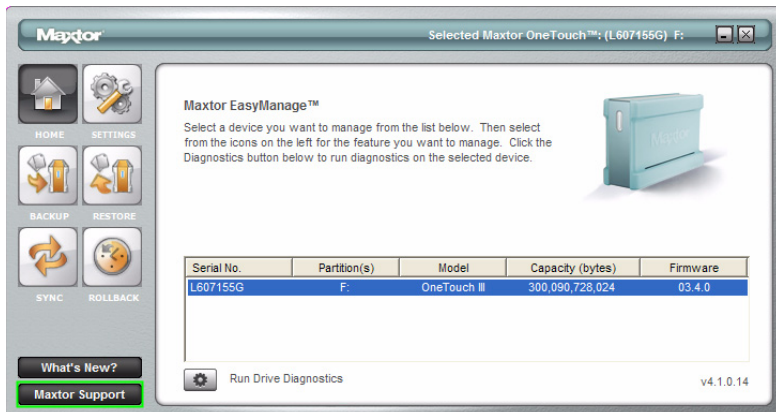 Maxtor Selected Maxtor OneTouch™: (L607155G) F:
HOME SETTINGS
BACKUP RESTORE
SYNC ROLLBACK
What's New?
Maxtor Support
Maxtor EasyManage™
Select a device you want to manage from the list below. Then select
from the icons on the left for the feature you want to manage. Click the
Diagnostics button below to run diagnostics on the selected device.
Maxtor
Serial No. Partition(s) Model Capacity (bytes) Firmware
L607155G F: OneTouch III 300,090,728,024 03.4.0
Run Drive Diagnostics
v4.1.0.14